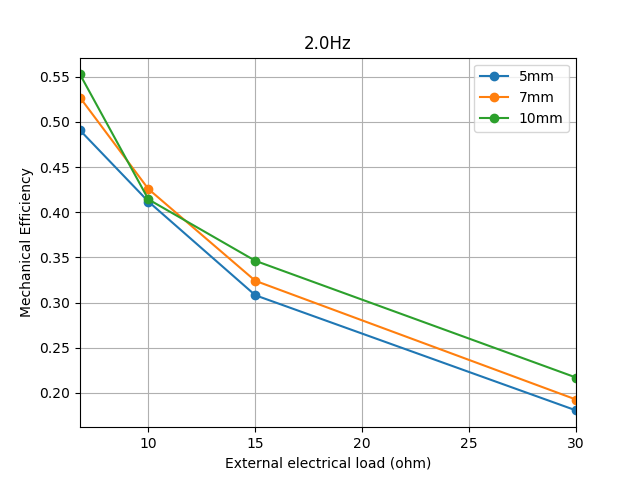 2.0Hz
5mm
7mm
10mm
Mechanical Efficiency
0.55
0.50
0.45
0.40
0.35
0.30
0.25
0.20
10
15
20
25
30
External electrical load (ohm)